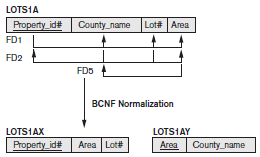 LOTS1A
Property_id# County_name Lot# Area
FD1
FD2
FD5
BCNF Normalization
LOTS1AX
Property_id# Area Lot#
LOTS1AY
Area County_name